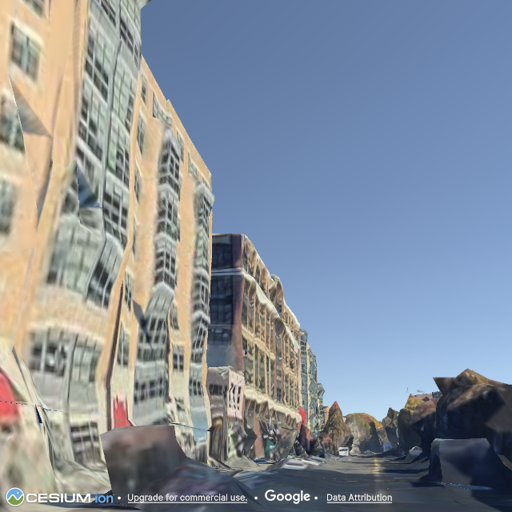 CESIUM ion • Upgrade for commercial use. • Google • Data Attribution